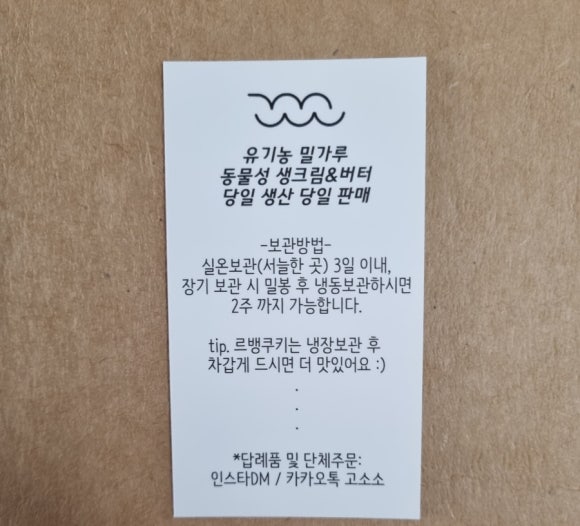 유기농 밀가루
동물성 생크림&버터
당일 생산 당일 판매
-보관방법-
실온보관(서늘한 곳) 3일 이내,
장기 보관 시 밀봉 후 냉동보관하시면
2주 까지 가능합니다.
tip. 르뱅쿠키는 냉장보관 후
차갑게 드시면 더 맛있어요 :)
.
.
.
*답례품 및 단체주문:
인스타DM / 카카오톡 고소소